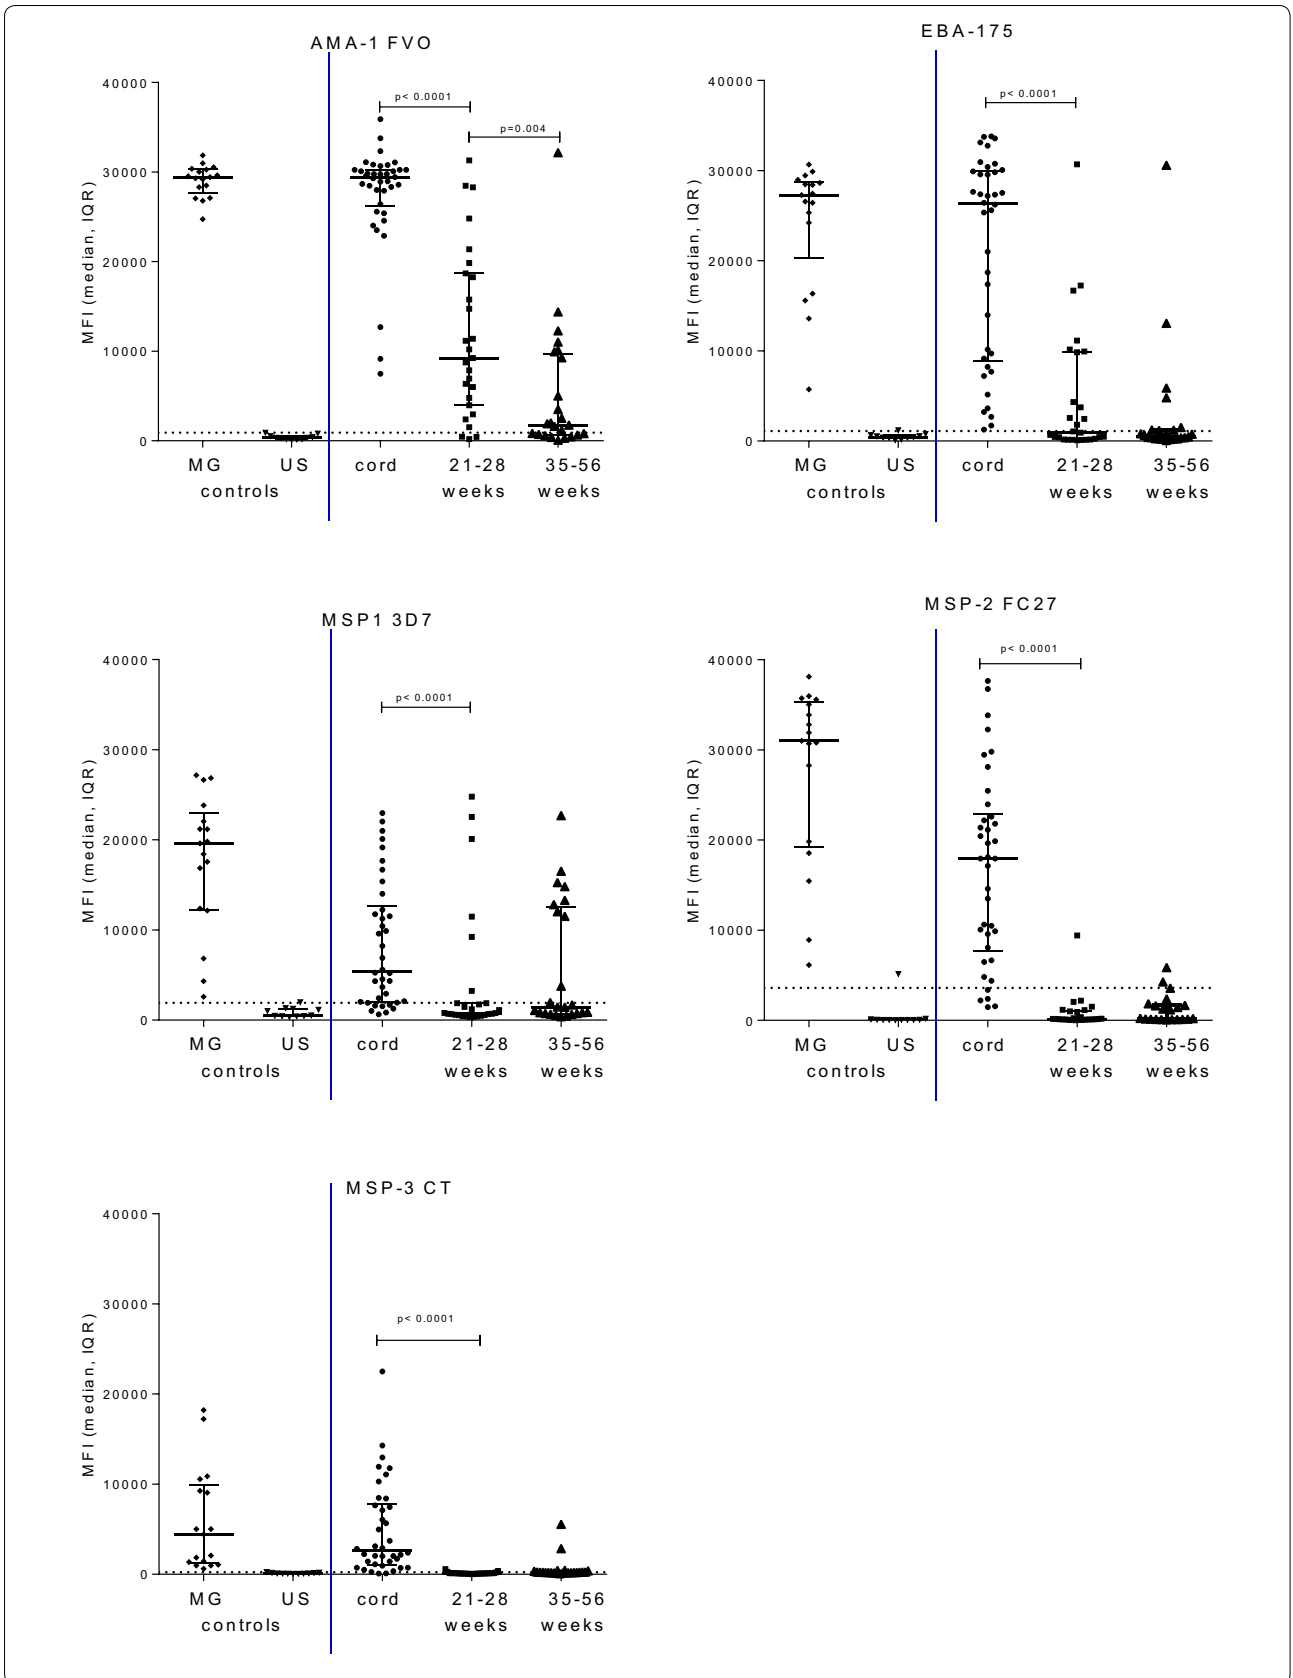 AMA-1 FVO
40000
30000
20000
10000
0
MFI (median, IQR)
p< 0.0001
p=0.004
MG US cord 21-28 35-56
controls weeks weeks
EBA-175
40000
30000
20000
10000
0
MFI (median, IQR)
p< 0.0001
MG US cord 21-28 35-56
controls weeks weeks
MSP1 3D7
40000
30000
20000
10000
0
MFI (median, IQR)
p< 0.0001
MG US cord 21-28 35-56
controls weeks weeks
MSP-2 FC27
40000
30000
20000
10000
0
MFI (median, IQR)
p< 0.0001
MG US cord 21-28 35-56
controls weeks weeks
MSP-3 CT
40000
30000
20000
10000
0
MFI (median, IQR)
p< 0.0001
MG US cord 21-28 35-56
controls weeks weeks